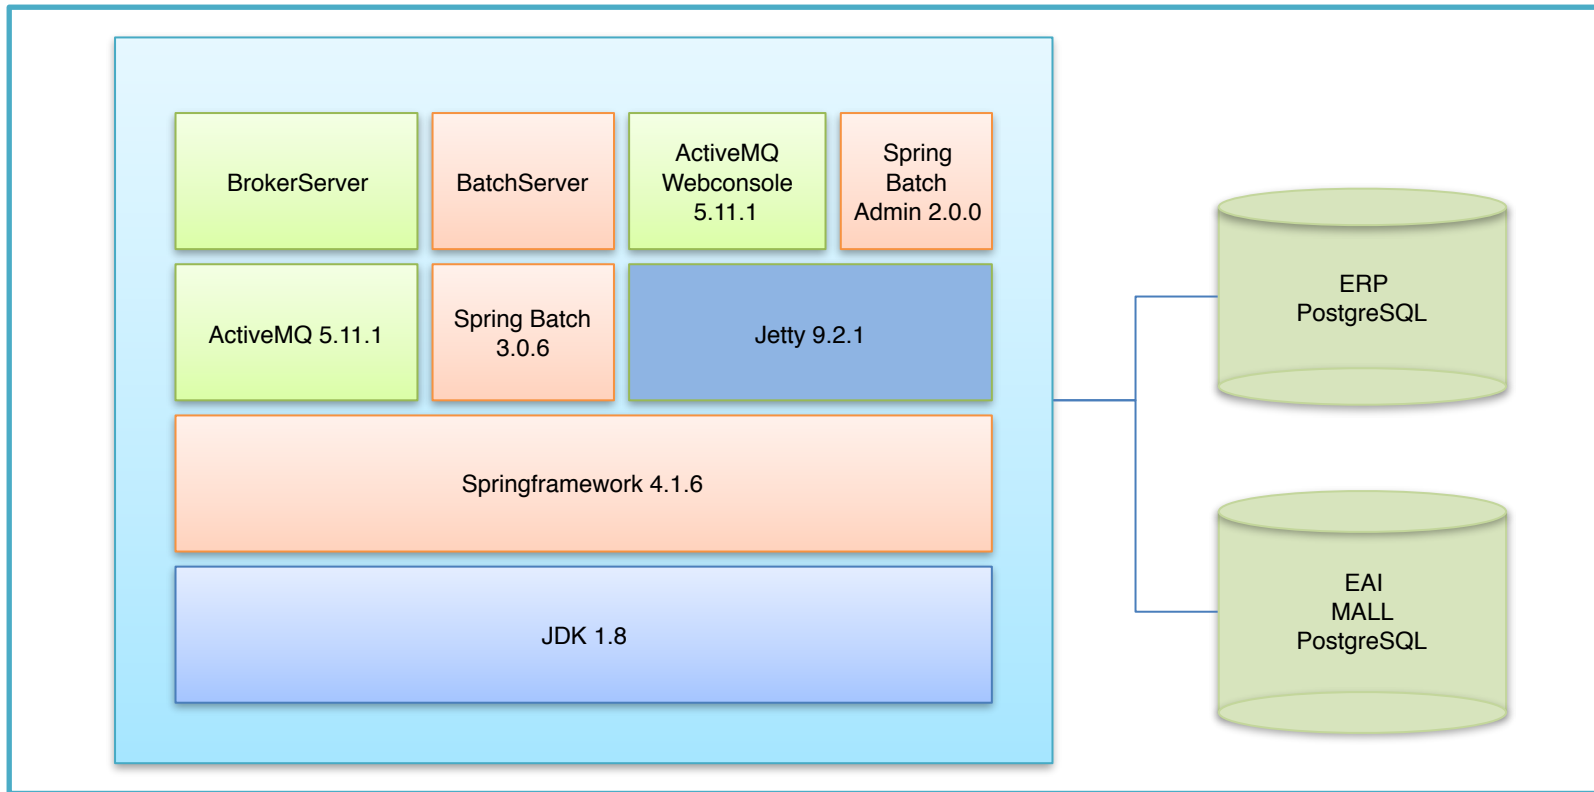 BrokerServer
BatchServer
ActiveMQ
Webconsole
5.11.1
Spring
Batch
Admin 2.0.0
ActiveMQ 5.11.1
Spring Batch
3.0.6
Jetty 9.2.1
Springframework 4.1.6
JDK 1.8
ERP
PostgreSQL
EAI
MALL
PostgreSQL